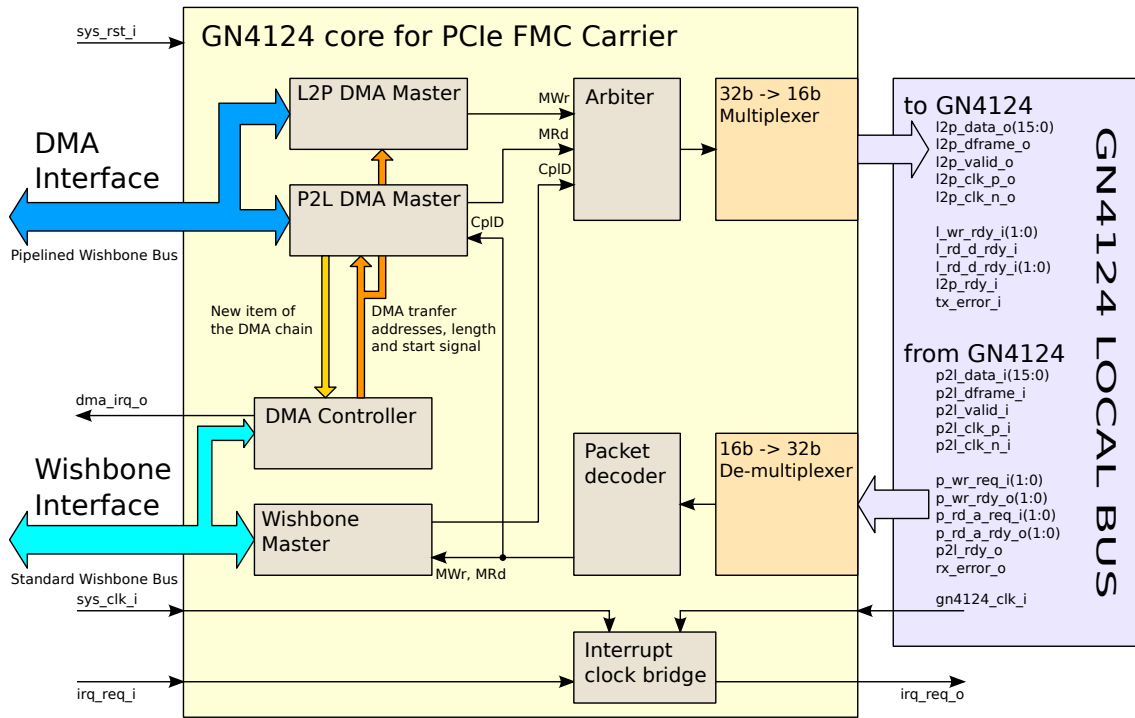 sys_rst_i
GN4124 core for PCIe FMC Carrier
L2P DMA Master
MWr
Arbiter
32b -> 16b
Multiplexer
to GN4124
l2p_data_o(15:0)
l2p_dframe_o
l2p_valid_o
l2p_clk_p_o
l2p_clk_n_o
l_wr_rdy_i(1:0)
l_rd_d_rdy_i
l_rd_d_rdy_i(1:0)
l2p_rdy_i
tx_error_i
GN4124 LOCAL BUS
DMA
Interface
MRd
CplD
P2L DMA Master
CplD
Pipelined Wishbone Bus
New item of
the DMA chain
DMA tranfer
addresses, length
and start signal
from GN4124
p2l_data_i(15:0)
p2l_dframe_i
p2l_valid_i
p2l_clk_p_i
p2l_clk_n_i
p_wr_req_i(1:0)
p_wr_rdy_o(1:0)
p_rd_a_req_i(1:0)
p_rd_a_rdy_o(1:0)
p2l_rdy_o
rx_error_o
dma_irq_o
DMA Controller
Wishbone
Interface
Packet
decoder
16b -> 32b
De-multiplexer
Wishbone
Master
MWr, MRd
Standard Wishbone Bus
sys_clk_i
gn4124_clk_i
Interrupt
clock bridge
irq_req_i
irq_req_o